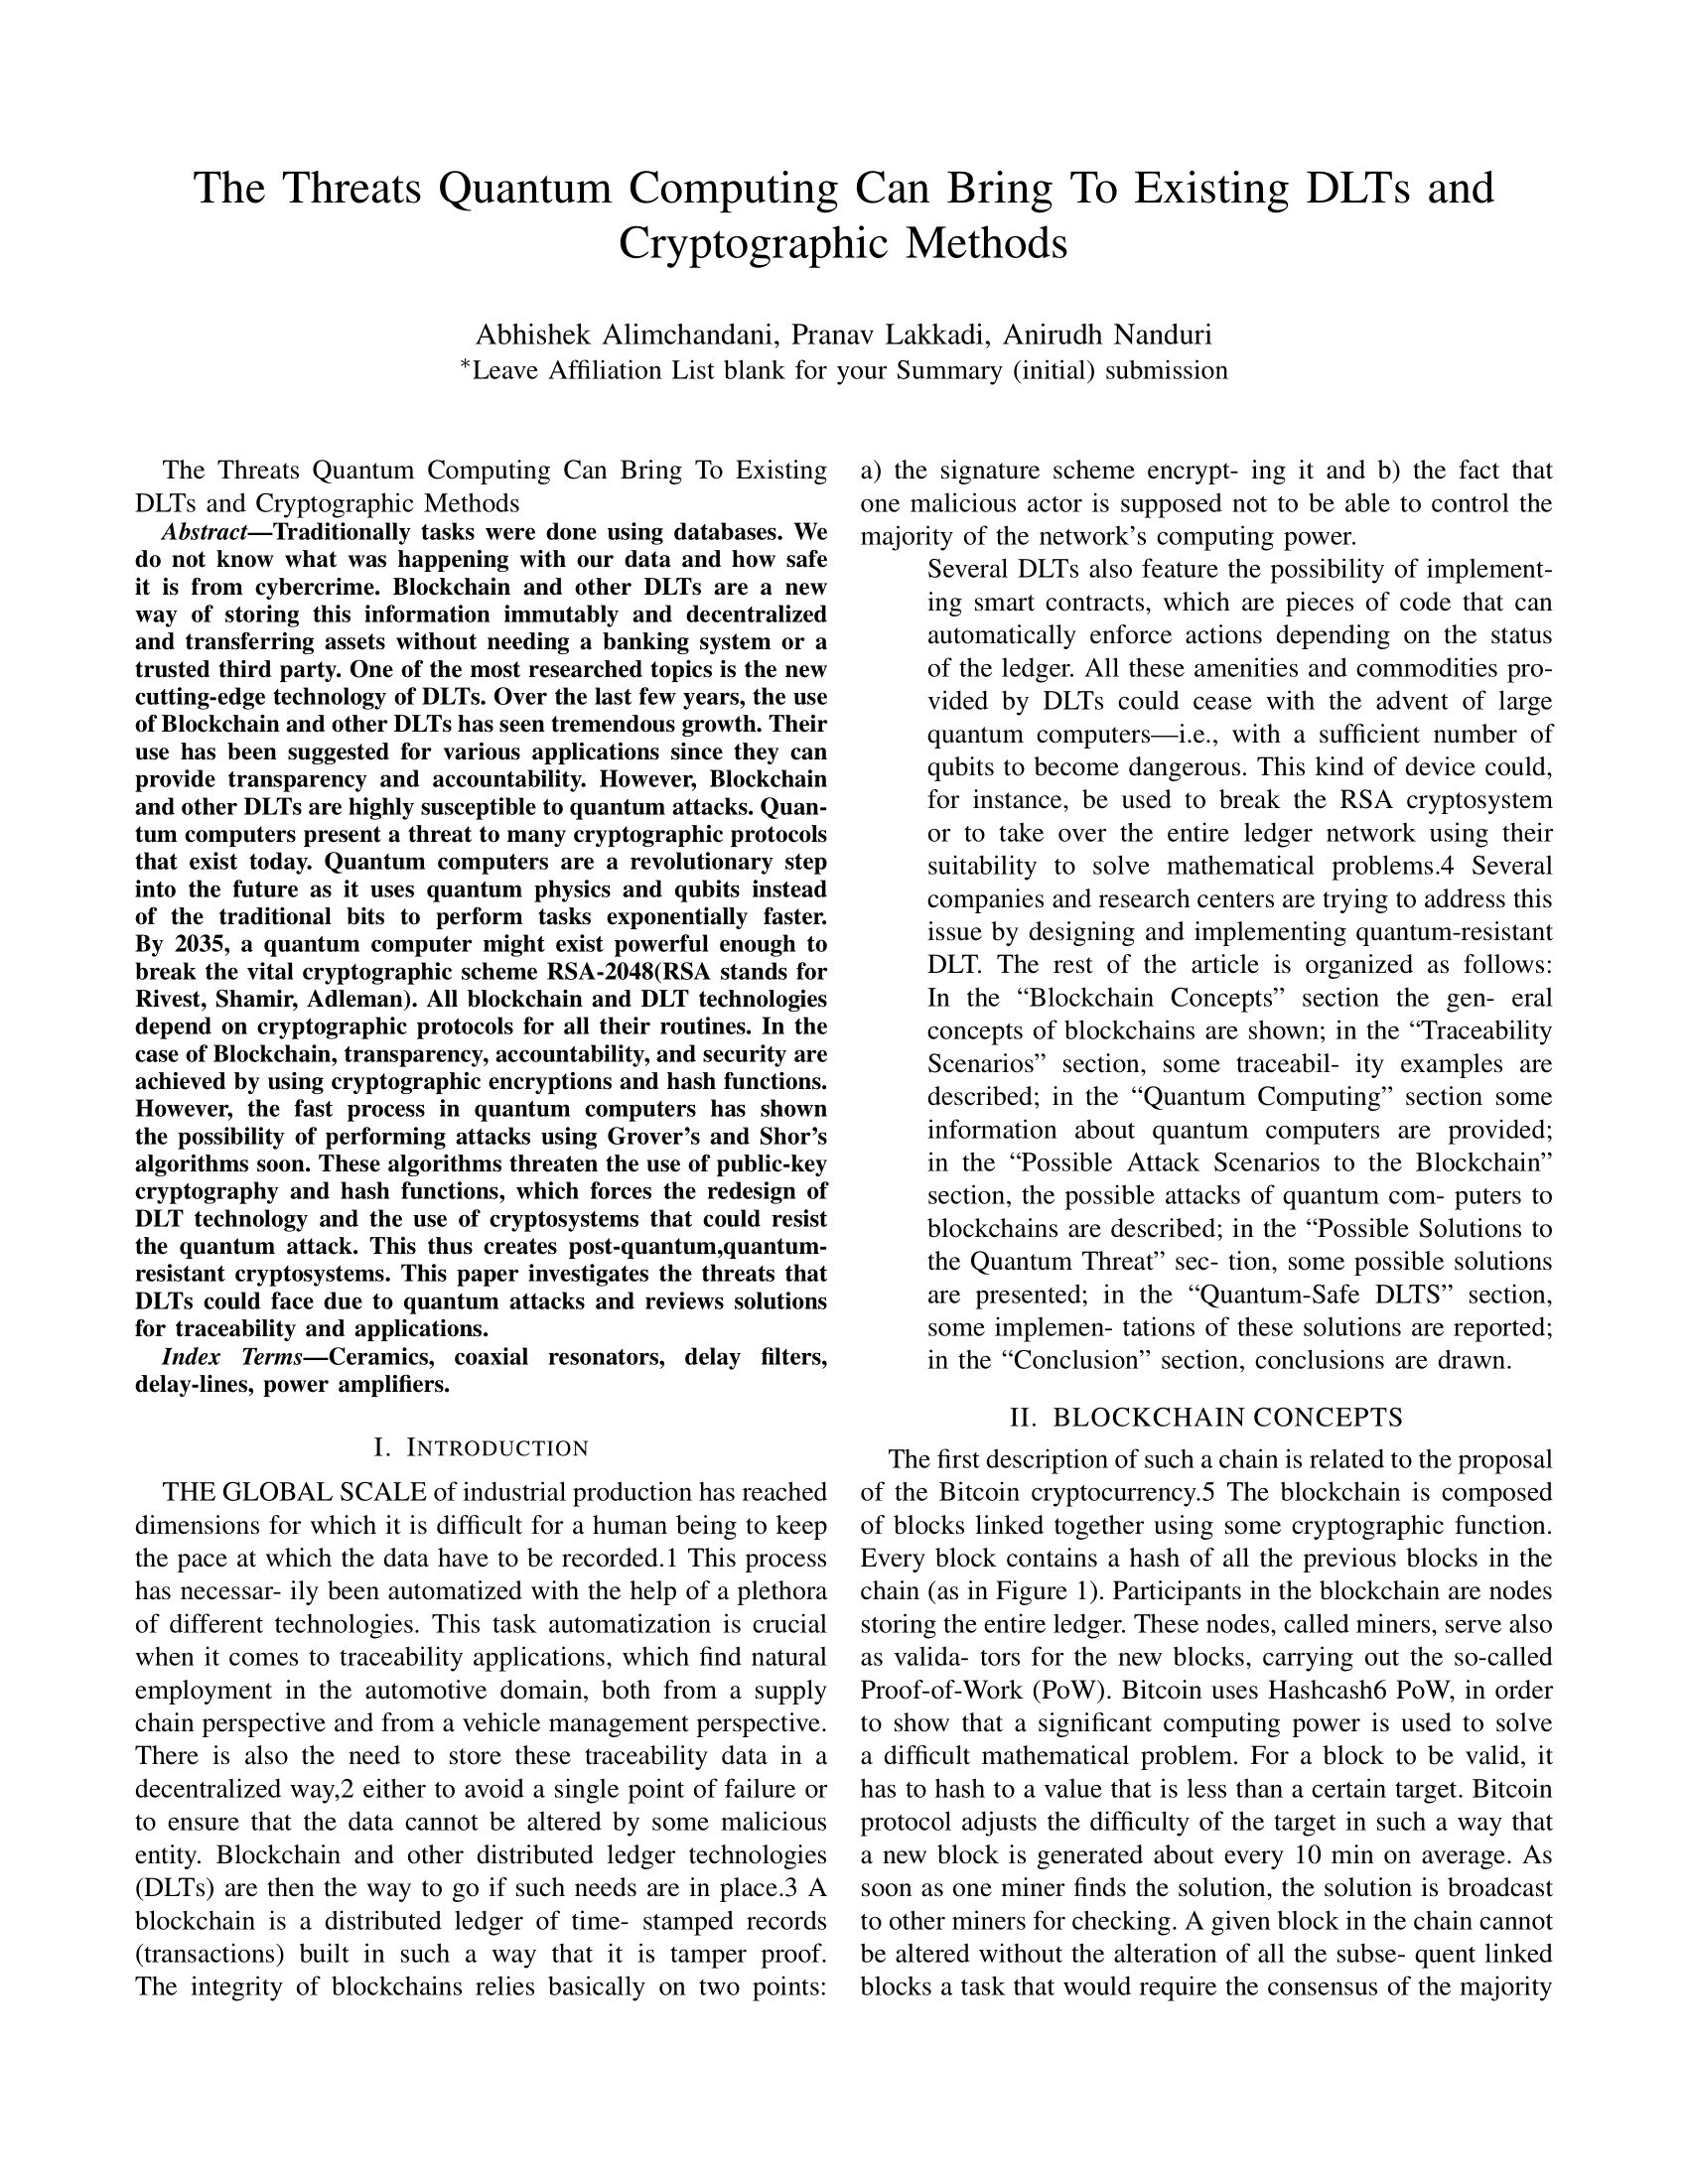 The Threats Quantum Computing Can Bring To Existing DLTs and
Cryptographic Methods
Abhishek Alimchandani, Pranav Lakkadi, Anirudh Nanduri
*Leave Affiliation List blank for your Summary (initial) submission
The Threats Quantum Computing Can Bring To Existing
DLTs and Cryptographic Methods
Abstract—Traditionally tasks were done using databases. We
do not know what was happening with our data and how safe
it is from cybercrime. Blockchain and other DLTs are a new
way of storing this information immutably and decentralized
and transferring assets without needing a banking system or a
trusted third party. One of the most researched topics is the new
cutting-edge technology of DLTs. Over the last few years, the use
of Blockchain and other DLTs has seen tremendous growth. Their
use has been suggested for various applications since they can
provide transparency and accountability. However, Blockchain
and other DLTs are highly susceptible to quantum attacks. Quan-
tum computers present a threat to many cryptographic protocols
that exist today. Quantum computers are a revolutionary step
into the future as it uses quantum physics and qubits instead
of the traditional bits to perform tasks exponentially faster.
By 2035, a quantum computer might exist powerful enough to
break the vital cryptographic scheme RSA-2048(RSA stands for
Rivest, Shamir, Adleman). All blockchain and DLT technologies
depend on cryptographic protocols for all their routines. In the
case of Blockchain, transparency, accountability, and security are
achieved by using cryptographic encryptions and hash functions.
However, the fast process in quantum computers has shown
the possibility of performing attacks using Grover's and Shor's
algorithms soon. These algorithms threaten the use of public-key
cryptography and hash functions, which forces the redesign of
DLT technology and the use of cryptosystems that could resist
the quantum attack. This thus creates post-quantum,quantum-
resistant cryptosystems. This paper investigates the threats that
DLTs could face due to quantum attacks and reviews solutions
for traceability and applications.
Index Terms—Ceramics, coaxial resonators, delay filters,
delay-lines, power amplifiers.
I. INTRODUCTION
THE GLOBAL SCALE of industrial production has reached
dimensions for which it is difficult for a human being to keep
the pace at which the data have to be recorded.1 This process
has necessar- ily been automatized with the help of a plethora
of different technologies. This task automatization is crucial
when it comes to traceability applications, which find natural
employment in the automotive domain, both from a supply
chain perspective and from a vehicle management perspective.
There is also the need to store these traceability data in a
decentralized way,2 either to avoid a single point of failure or
to ensure that the data cannot be altered by some malicious
entity. Blockchain and other distributed ledger technologies
(DLTs) are then the way to go if such needs are in place.3 A
blockchain is a distributed ledger of time- stamped records
(transactions) built in such a way that it is tamper proof.
The integrity of blockchains relies basically on two points:
a) the signature scheme encrypt- ing it and b) the fact that
one malicious actor is supposed not to be able to control the
majority of the network's computing power.
Several DLTs also feature the possibility of implement-
ing smart contracts, which are pieces of code that can
automatically enforce actions depending on the status
of the ledger. All these amenities and commodities pro-
vided by DLTs could cease with the advent of large
quantum computers—i.e., with a sufficient number of
qubits to become dangerous. This kind of device could,
for instance, be used to break the RSA cryptosystem
or to take over the entire ledger network using their
suitability to solve mathematical problems.4 Several
companies and research centers are trying to address this
issue by designing and implementing quantum-resistant
DLT. The rest of the article is organized as follows:
In the “Blockchain Concepts” section the gen- eral
concepts of blockchains are shown; in the “Traceability
Scenarios” section, some traceabil- ity examples are
described; in the “Quantum Computing” section some
information about quantum computers are provided;
in the “Possible Attack Scenarios to the Blockchain”
section, the possible attacks of quantum com- puters to
blockchains are described; in the “Possible Solutions to
the Quantum Threat” sec- tion, some possible solutions
are presented; in the “Quantum-Safe DLTS” section,
some implemen- tations of these solutions are reported;
in the “Conclusion” section, conclusions are drawn.
II. BLOCKCHAIN CONCEPTS
The first description of such a chain is related to the proposal
of the Bitcoin cryptocurrency.5 The blockchain is composed
of blocks linked together using some cryptographic function.
Every block contains a hash of all the previous blocks in the
chain (as in Figure 1). Participants in the blockchain are nodes
storing the entire ledger. These nodes, called miners, serve also
as valida- tors for the new blocks, carrying out the so-called
Proof-of-Work (PoW). Bitcoin uses Hashcash6 PoW, in order
to show that a significant computing power is used to solve
a difficult mathematical problem. For a block to be valid, it
has to hash to a value that is less than a certain target. Bitcoin
protocol adjusts the difficulty of the target in such a way that
a new block is generated about every 10 min on average. As
soon as one miner finds the solution, the solution is broadcast
to other miners for checking. A given block in the chain cannot
be altered without the alteration of all the subse- quent linked
blocks a task that would require the consensus of the majority